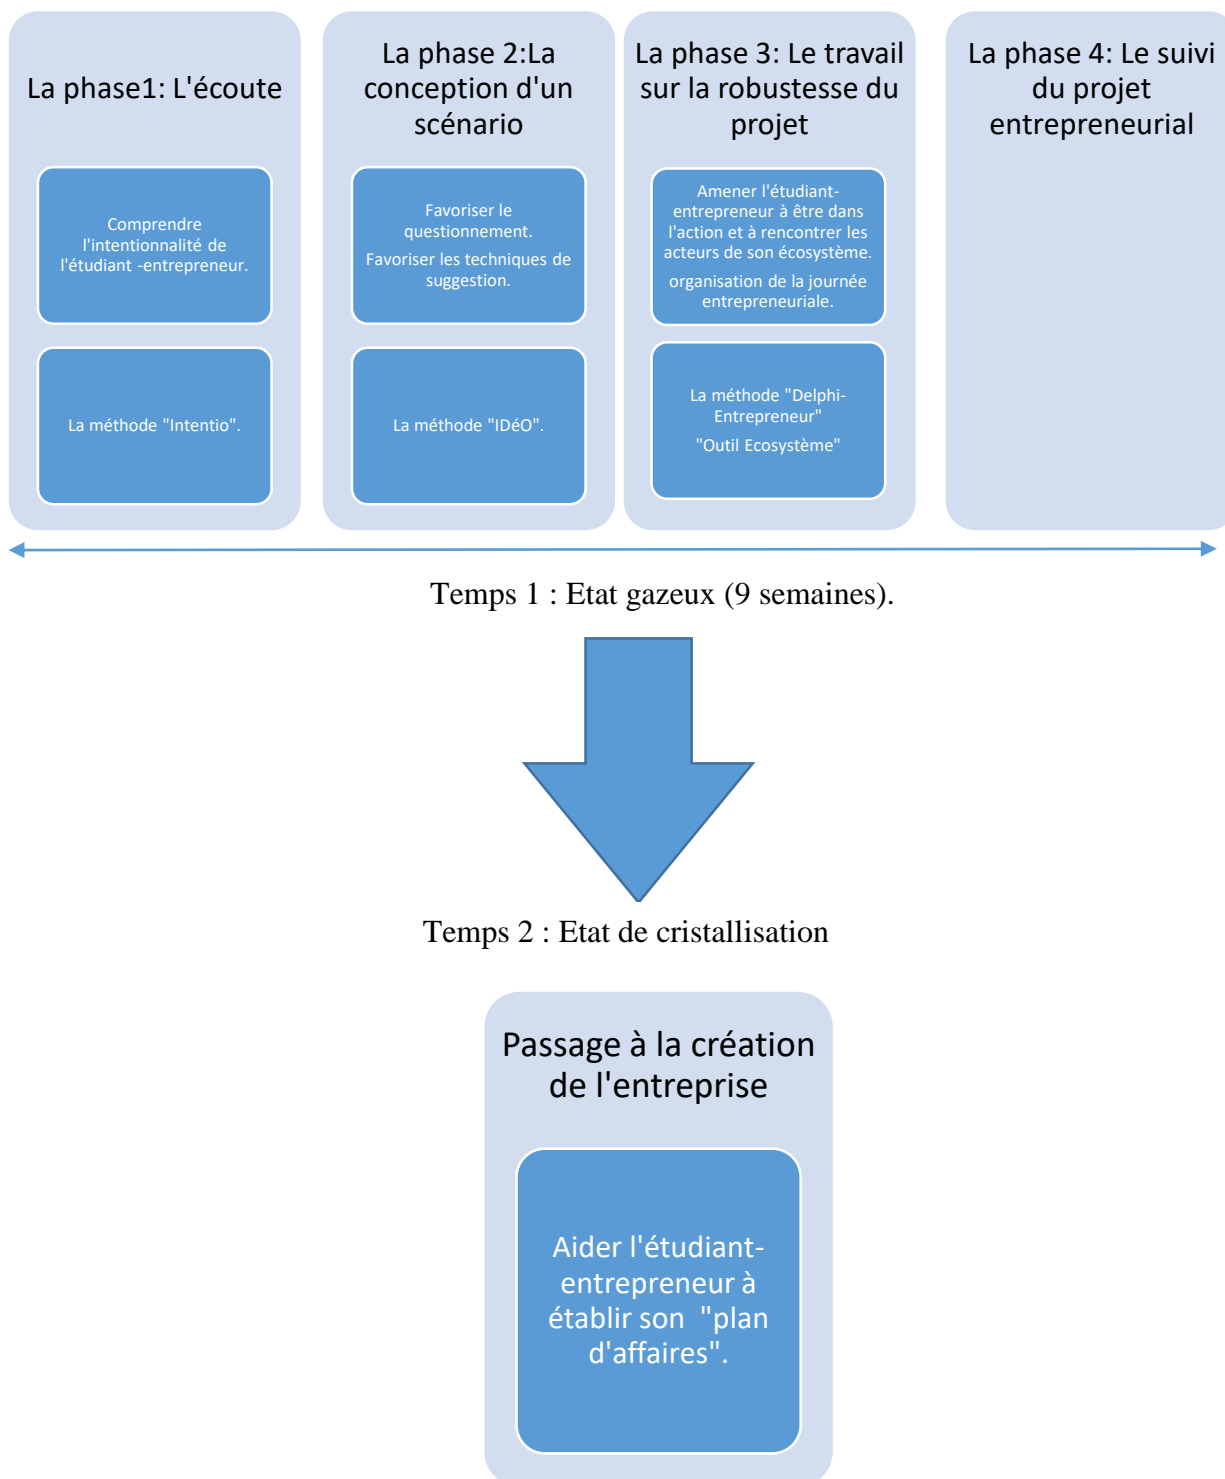 La phase1: L'écoute
Comprendre
l'intentionnalité de
l'étudiant -entrepreneur.
La méthode "Intentio".
La phase 2:La
conception d'un
scénario
Favoriser le
questionnement.
Favoriser les techniques de
suggestion.
La méthode "IDéO".
La phase 3: Le travail
sur la robustesse du
projet
Amener l'étudiant-
entrepreneur à être dans
l'action et à rencontrer les
acteurs de son écosystème.
organisation de la journée
entrepreneuriale.
La méthode "Delphi-
Entrepreneur"
"Outil Ecosystème"
La phase 4: Le suivi
du projet
entrepreneurial
Temps 1 : Etat gazeux (9 semaines).
Temps 2 : Etat de cristallisation
Passage à la création
de l'entreprise
Aider l'étudiant-
entrepreneur à
établir son "plan
d'affaires".